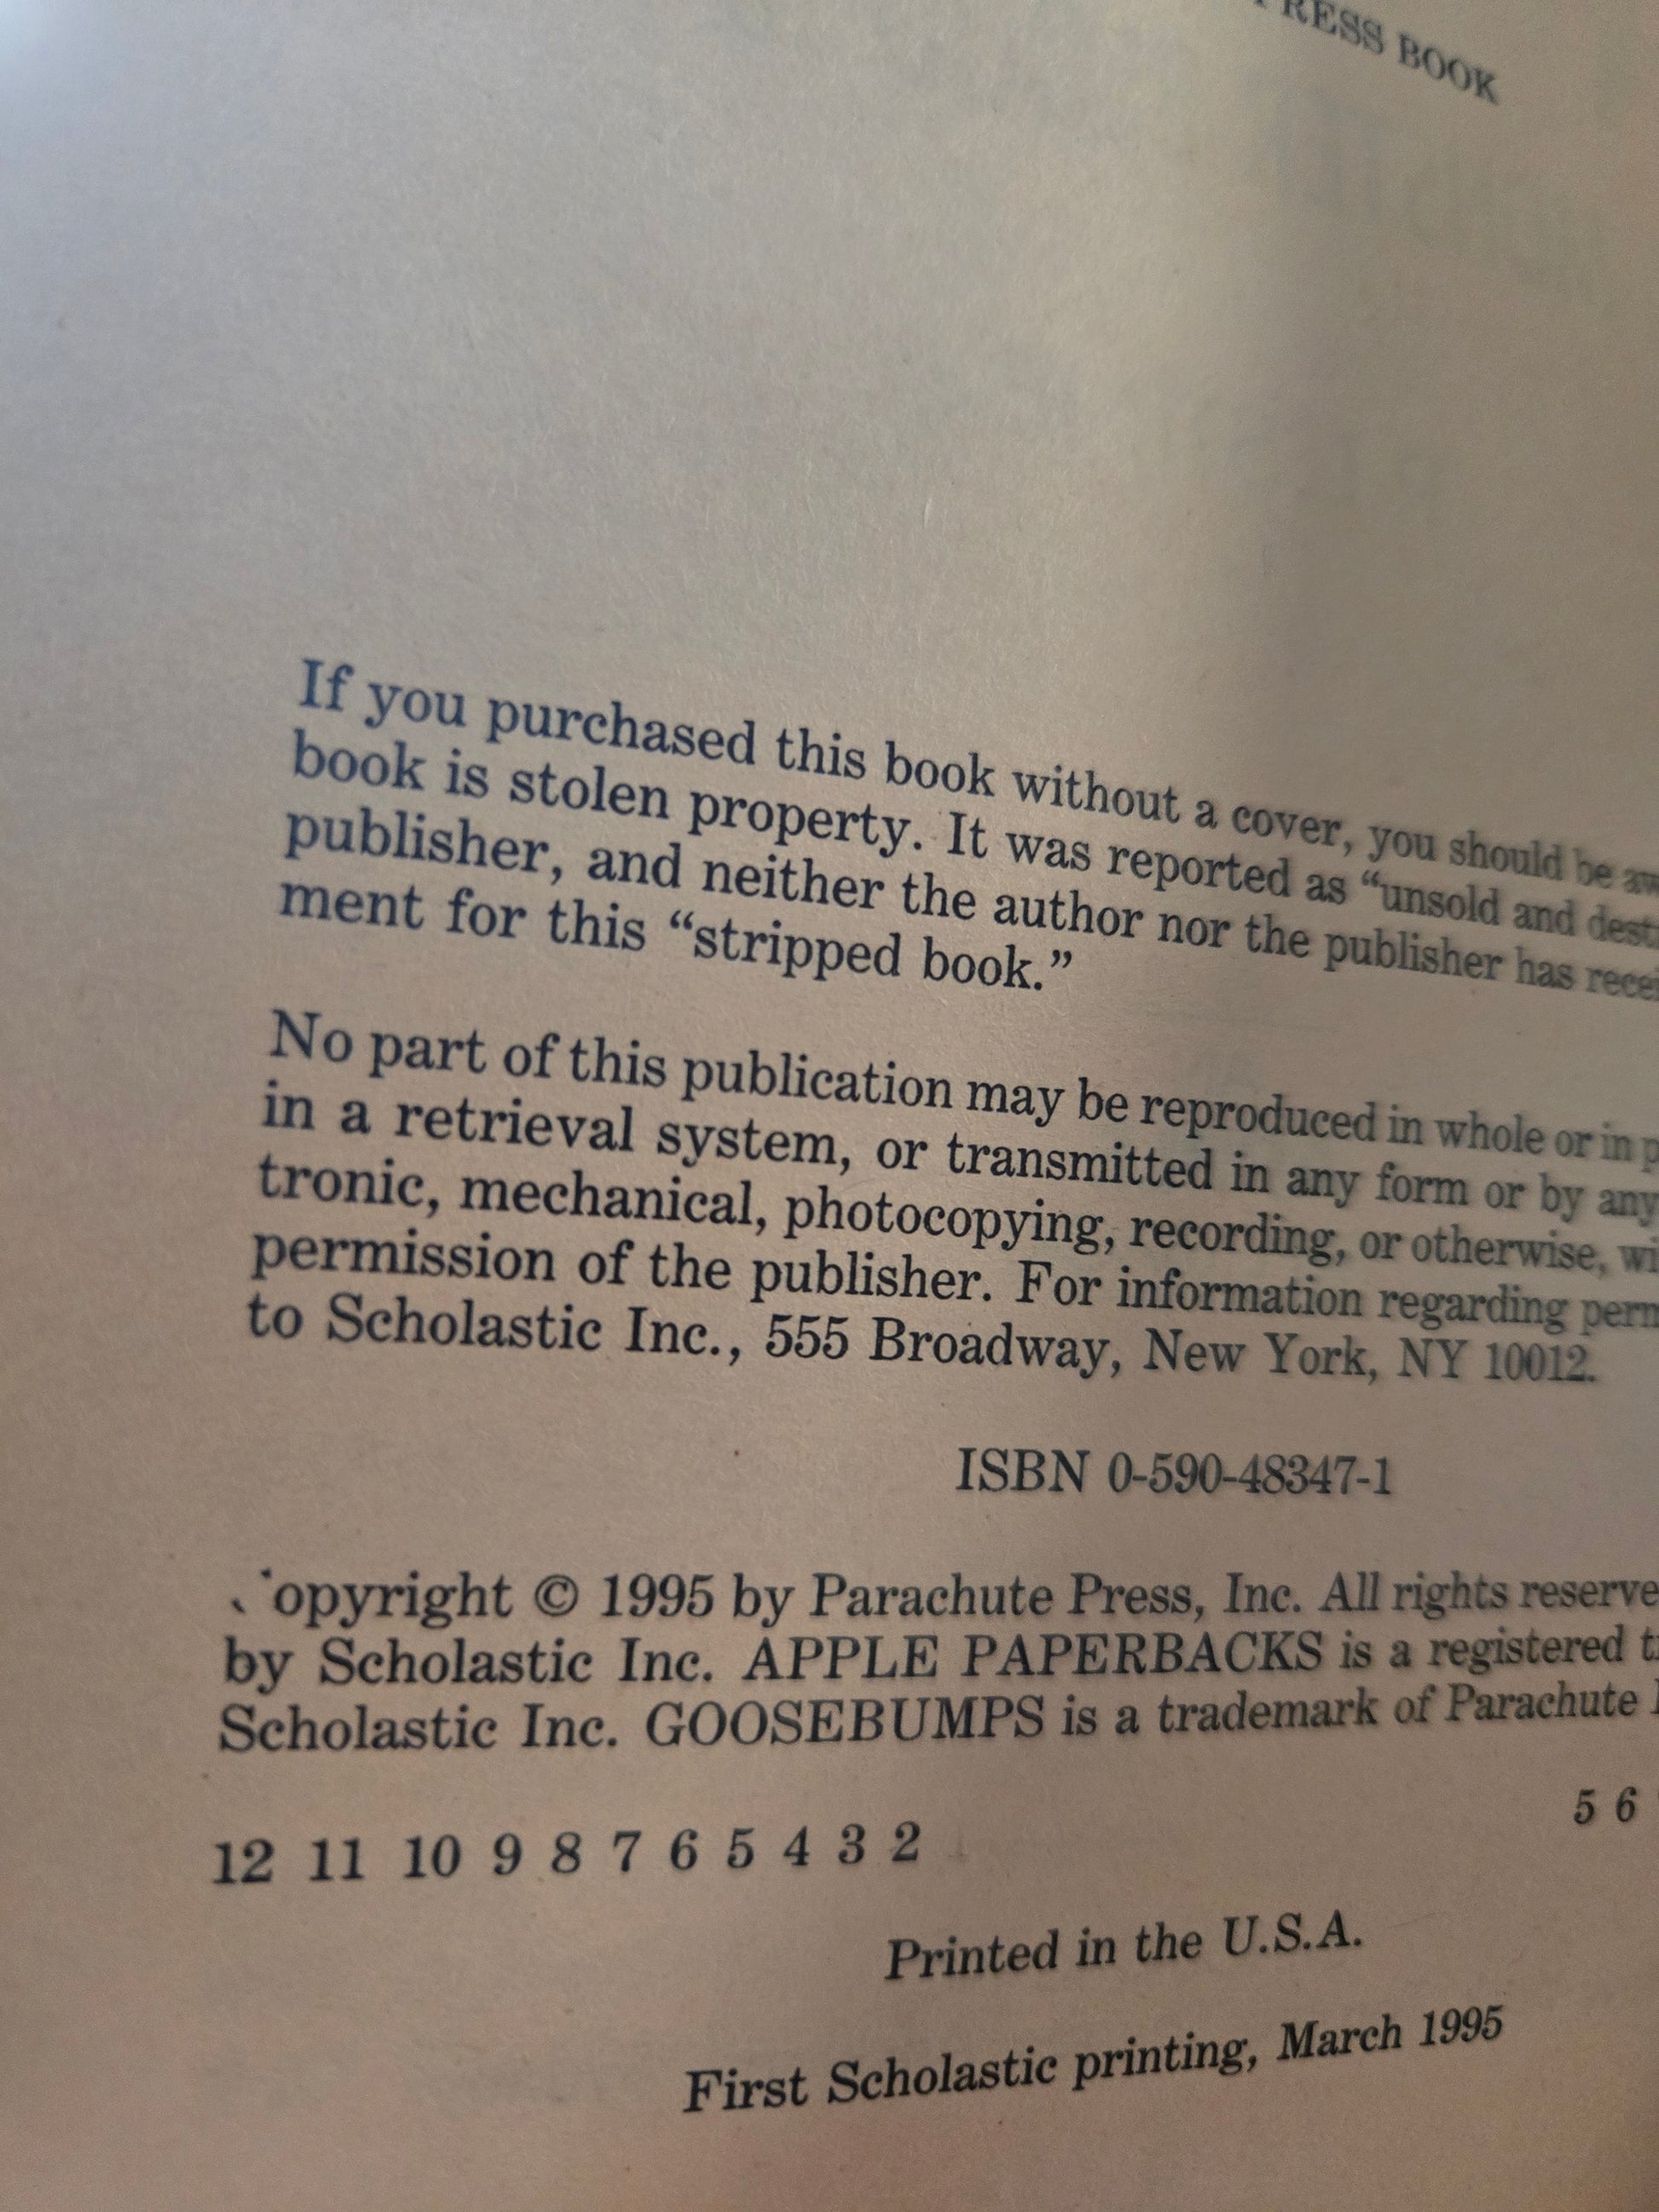 PRESS BOOK
If you purchased this book without a cover, you should be
book is stolen property. It was reported as “unsold and
publisher, and neither the author nor the publisher has
ment for this “stripped book.”
No part of this publication may be reproduced in whole or in
in a retrieval system, or transmitted in any form or by any
tronic, mechanical, photocopying, recording, or otherwise,
permission of the publisher. For information regarding
to Scholastic Inc., 555 Broadway, New York, NY 10012.
ISBN 0-590-48347-1
opyright © 1995 by Parachute Press, Inc. All rights reserve
by Scholastic Inc. APPLE PAPERBACKS is a registered
Scholastic Inc. GOOSEBUMPS is a trademark of Parachute
12 11 10 9 8 7 6 5 4 3 2 5 6
Printed in the U.S.A.
First Scholastic printing, March 1995